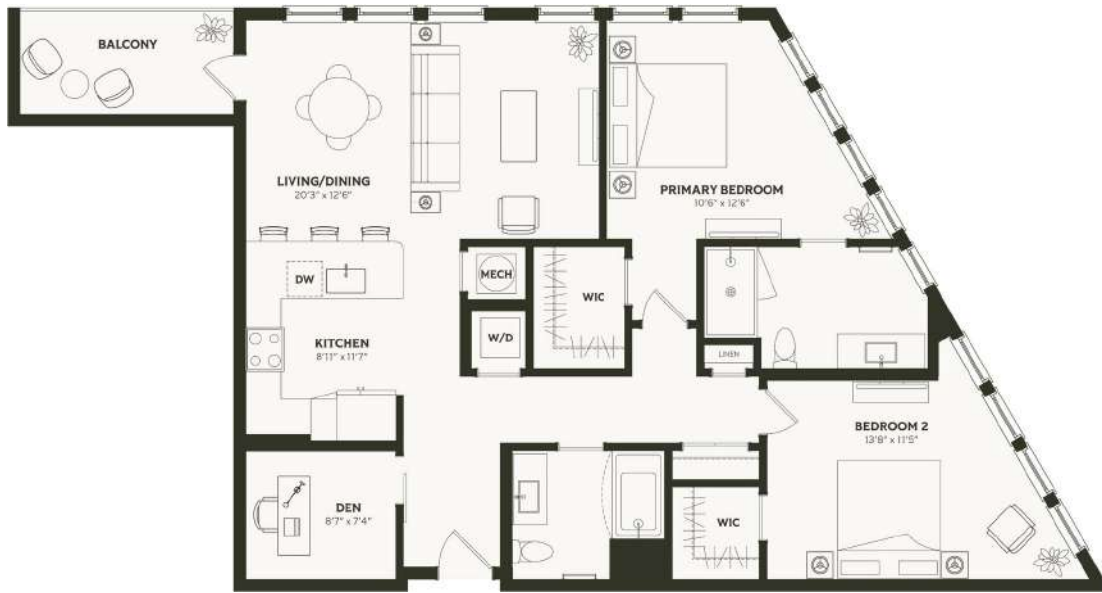 BALCONY
LIVING/DINING
20'3" x 12'6"
PRIMARY BEDROOM
10'6" x 12'6"
MECH
WIC
DW
W/D
KITCHEN
8'11" x 11'7"
LINEN
BEDROOM 2
13'8" x 11'5"
DEN
8'7" x 7'4"
WIC